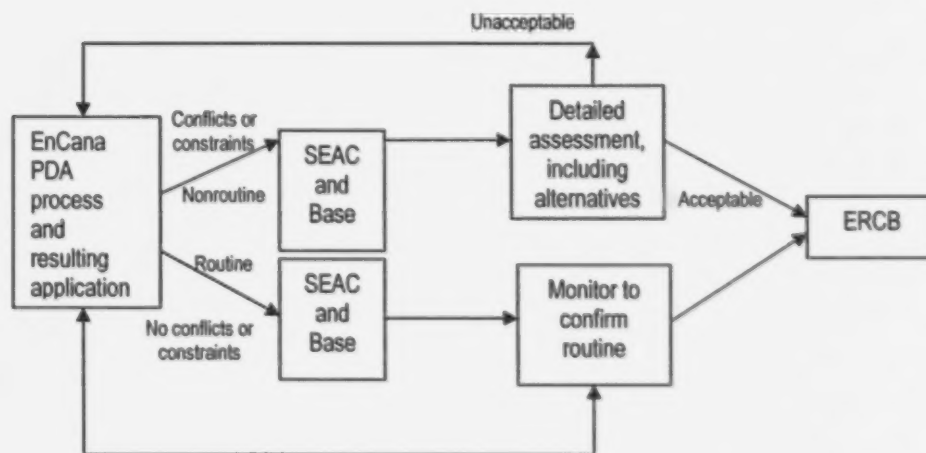 Unacceptable
EnCana
PDA
process
and
resulting
application
Conflicts or
constraints
Nonroutine
Routine
No conflicts or
constraints
SEAC
and
Base
SEAC
and
Base
Detailed
assessment,
including
alternatives
Monitor to
confirm
routine
Acceptable
ERCB